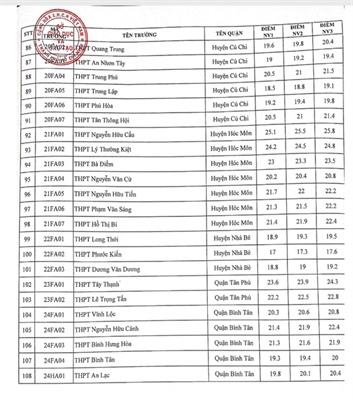 STT MÃ TRƯỜNG TÊN TRƯỜNG TÊN QUẬN ĐIỂM NV1 ĐIỂM NV2 ĐIỂM NV3
86 THPT Quang Trung Huyện Củ Chi 19.6 19.8 20.4
87 THPT An Nhơn Tây Huyện Củ Chi 19 19.2 19.4
88 20FA04 THPT Trung Phú Huyện Củ Chi 20.5 21 21.5
89 20FA05 THPT Trung Lập Huyện Củ Chi 18.5 18.8 19.1
90 20FA06 THPT Phú Hòa Huyện Củ Chi 19.2 19.4 19.8
91 20FA07 THPT Tân Thông Hội Huyện Củ Chi 20.5 21 21.4
92 21FA01 THPT Nguyễn Hữu Cầu Huyện Hóc Môn 25.1 25.5 25.8
93 21FA02 THPT Lý Thường Kiệt Huyện Hóc Môn 24.2 24.5 24.8
94 21FA03 THPT Bà Điểm Huyện Hóc Môn 23 23.3 23.5
95 21FA04 THPT Nguyễn Văn Cừ Huyện Hóc Môn 20.2 20.4 20.8
96 21FA05 THPT Nguyễn Hữu Tiến Huyện Hóc Môn 21.7 22 22.2
97 21FA06 THPT Phạm Văn Sáng Huyện Hóc Môn 21.3 21.5 22.2
98 21FA07 THPT Hồ Thị Bi Huyện Hóc Môn 21.4 21.9 22.4
99 22FA01 THPT Long Thới Huyện Nhà Bè 18.9 19.3 19.5
100 22FA02 THPT Phước Kiển Huyện Nhà Bè 17 17.3 17.6
101 22FA03 THPT Dương Văn Dương Huyện Nhà Bè 18.8 19 19.2
102 23FA01 THPT Tây Thạnh Quận Tân Phú 23.6 23.9 24.3
103 23FA02 THPT Lê Trọng Tấn Quận Tân Phú 22.2 22.5 22.8
104 24FA01 THPT Vĩnh Lộc Quận Bình Tân 20.3 20.6 20.8
105 24FA02 THPT Nguyễn Hữu Cảnh Quận Bình Tân 21.4 21.9 22.4
106 24FA03 THPT Bình Hưng Hòa Quận Bình Tân 21.3 21.6 21.9
107 24FA04 THPT Bình Tân Quận Bình Tân 19.3 19.4 20
108 24HA01 THPT An Lạc Quận Bình Tân 19.8 20.1 20.4